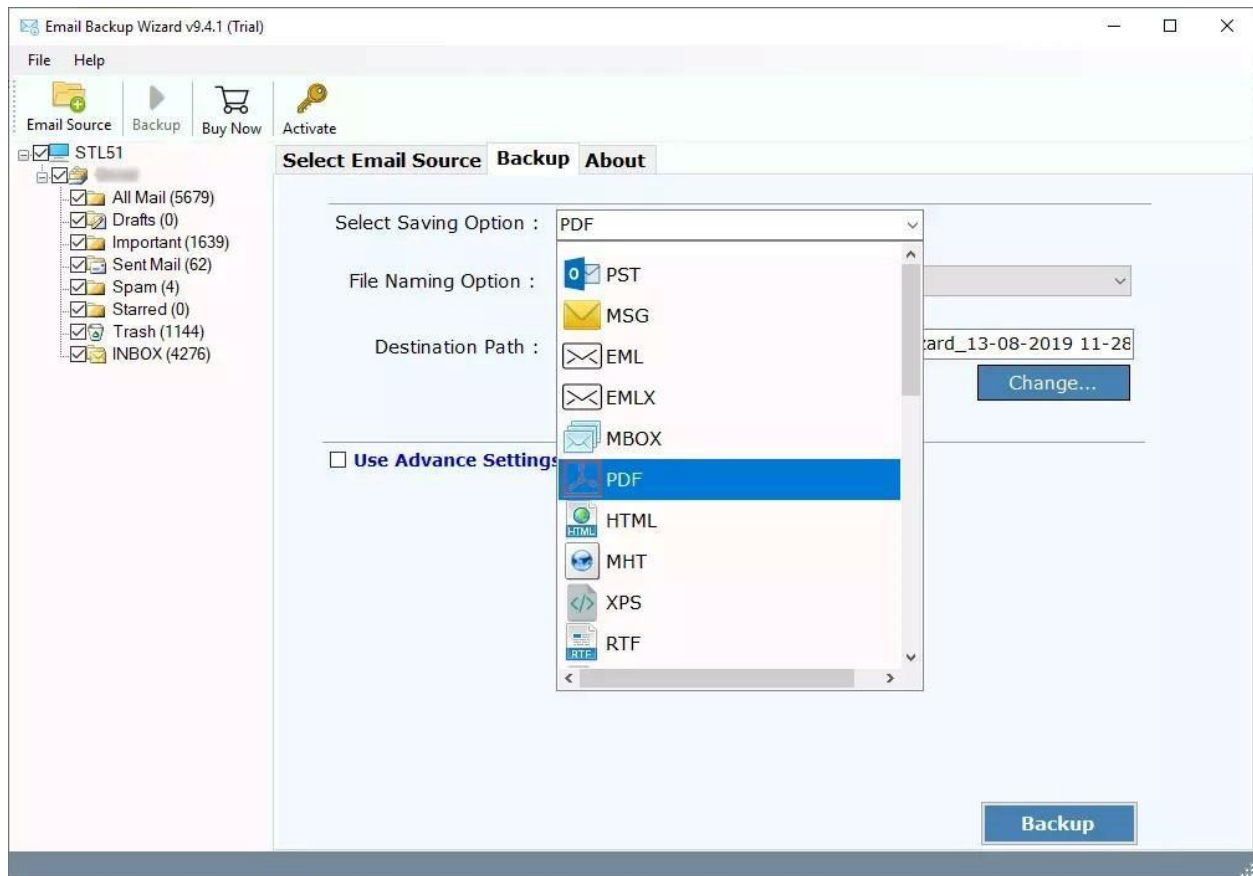 Email Backup Wizard v9.4.1 (Trial)
File Help
Email Source Backup Buy Now Activate
STL51
All Mail (5679)
Drafts (0)
Important (1639)
Sent Mail (62)
Spam (4)
Starred (0)
Trash (1144)
INBOX (4276)
Select Email Source Backup About
Select Saving Option : PDF
File Naming Option :
Destination Path : zard_13-08-2019 11-28
Change...
Use Advance Settings
PST
MSG
EML
EMLX
MBOX
PDF
HTML
HTML
MHT
XPS
RTF
RTF
Backup